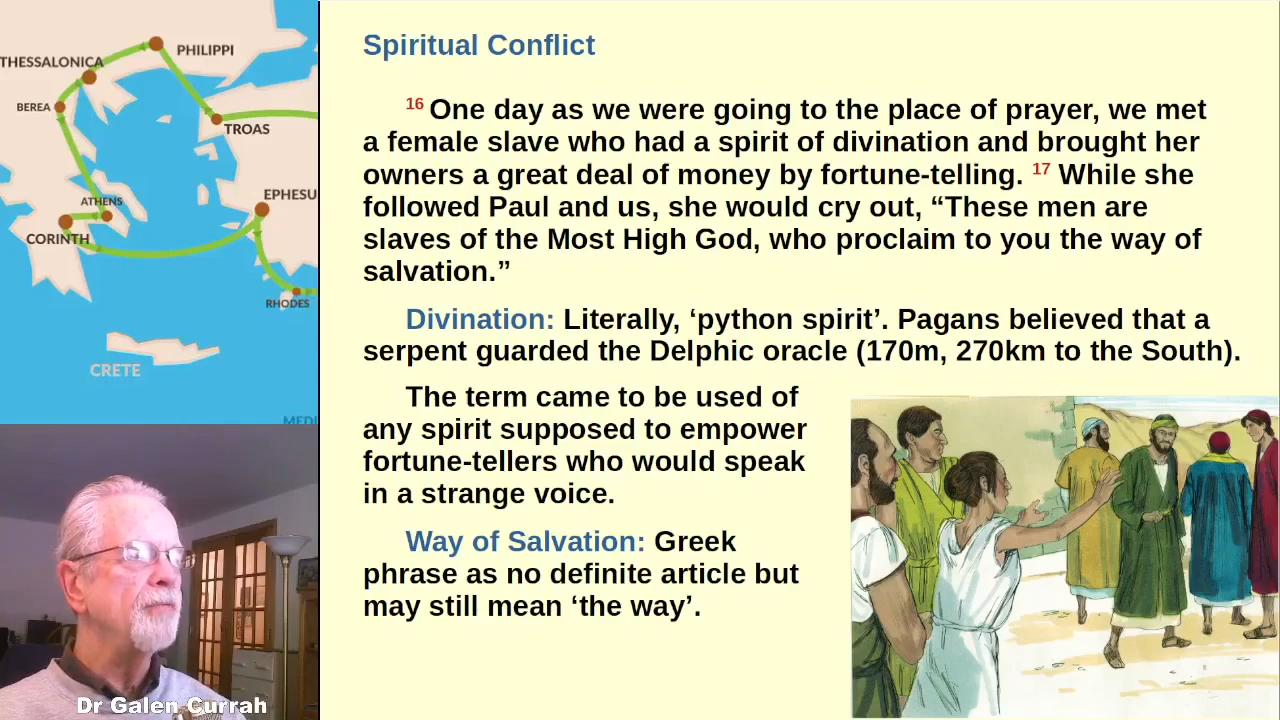 THESSALONICA
PHILIPPI
BEREA
TROAS
ATHENS
EPHESU
CORINTH
RHODES
CRETE
Dr Galen Currah
Spiritual Conflict
16 One day as we were going to the place of prayer, we met
a female slave who had a spirit of divination and brought her
owners a great deal of money by fortune-telling. 17 While she
followed Paul and us, she would cry out, “These men are
slaves of the Most High God, who proclaim to you the way of
salvation.”
Divination: Literally, ‘python spirit’. Pagans believed that a
serpent guarded the Delphic oracle (170m, 270km to the South).
The term came to be used of
any spirit supposed to empower
fortune-tellers who would speak
in a strange voice.
Way of Salvation: Greek
phrase as no definite article but
may still mean ‘the way’.